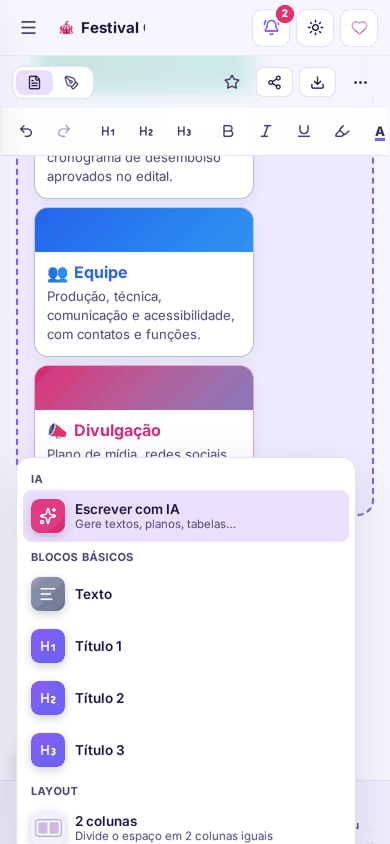 Festival
2
H1 H2 H3 B I U A
cronograma de desembolso
aprovados no edital.
Equipe
Produção, técnica,
comunicação e acessibilidade,
com contatos e funções.
Divulgação
Plano de mídia, redes sociais,
IA
Escrever com IA
Gere textos, planos, tabelas...
BLOCOS BÁSICOS
H1 Título 1
Texto
H2 Título 2
H3 Título 3
LAYOUT
2 colunas
Divide o espaço em 2 colunas iguais